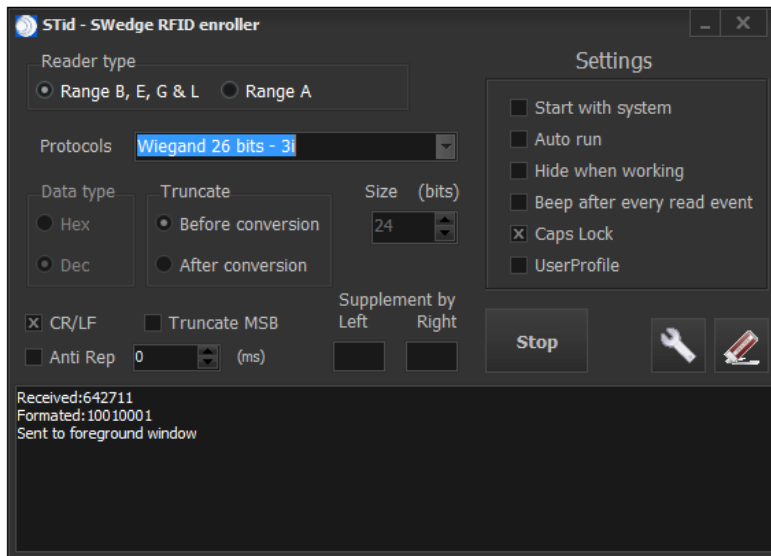 STid - SWedge RFID enroller
Reader type
Range B, E, G & L
Range A
Protocols
Wiegand 26 bits - 3i
Data type
Hex
Dec
Truncate
Before conversion
After conversion
Size (bits)
24
CR/LF
Truncate MSB
Anti Rep
0
(ms)
Supplement by
Left
Right
Settings
Start with system
Auto run
Hide when working
Beep after every read event
Caps Lock
UserProfile
Stop
Received:642711
Formated:10010001
Sent to foreground window